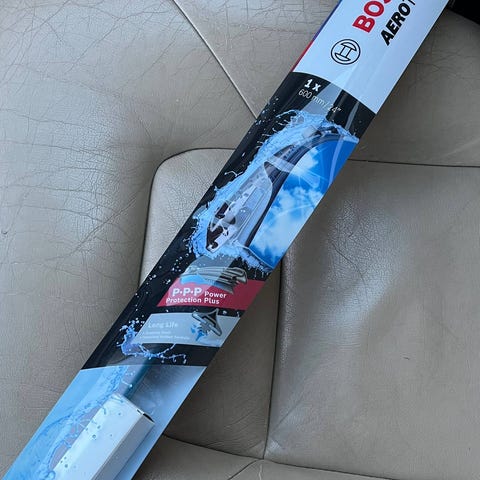 BOS
AERO
1 x
600 mm / 24"
P·P·P Power
Protection Plus
Long Life